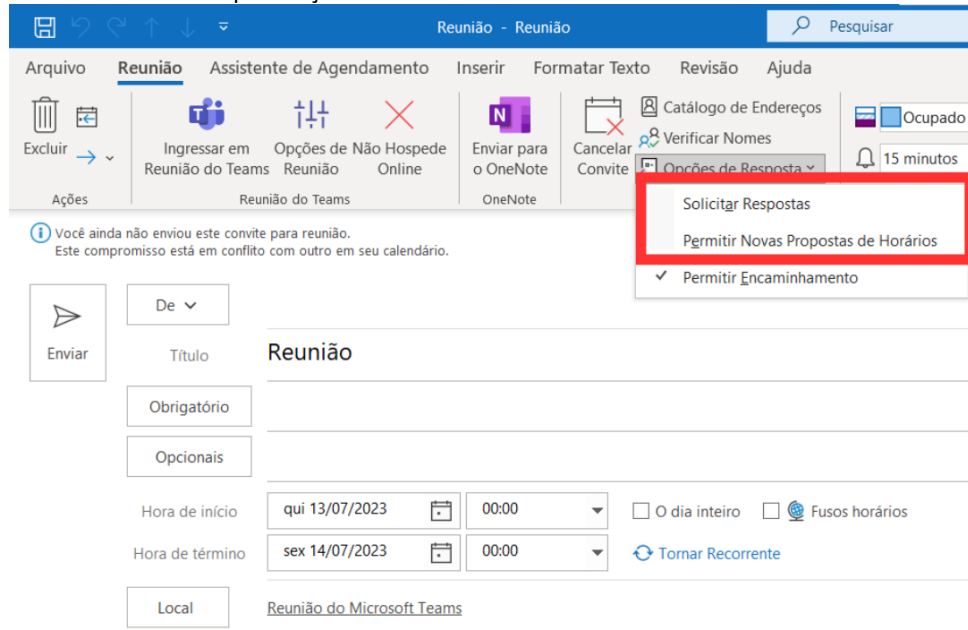 Reunião - Reunião
Pesquisar
Arquivo Reunião Assistente de Agendamento Inserir Formatar Texto Revisão Ajuda
Excluir
Ingressar em Reunião do Teams
Opções de Reunião
Não Hospede Online
Enviar para o OneNote
Cancelar Convite
Catálogo de Endereços
Verificar Nomes
Opções de Resposta
Ocupado
15 minutos
Ações
Reunião do Teams
OneNote
Solicitar Respostas
Permitir Novas Propostas de Horários
Permitir Encaminhamento
Você ainda não enviou este convite para reunião.
Este compromisso está em conflito com outro em seu calendário.
Enviar
De
Título Reunião
Obrigatório
Opcionais
Hora de início qui 13/07/2023 00:00 O dia inteiro Fusos horários
Hora de término sex 14/07/2023 00:00 Tornar Recorrente
Local Reunião do Microsoft Teams